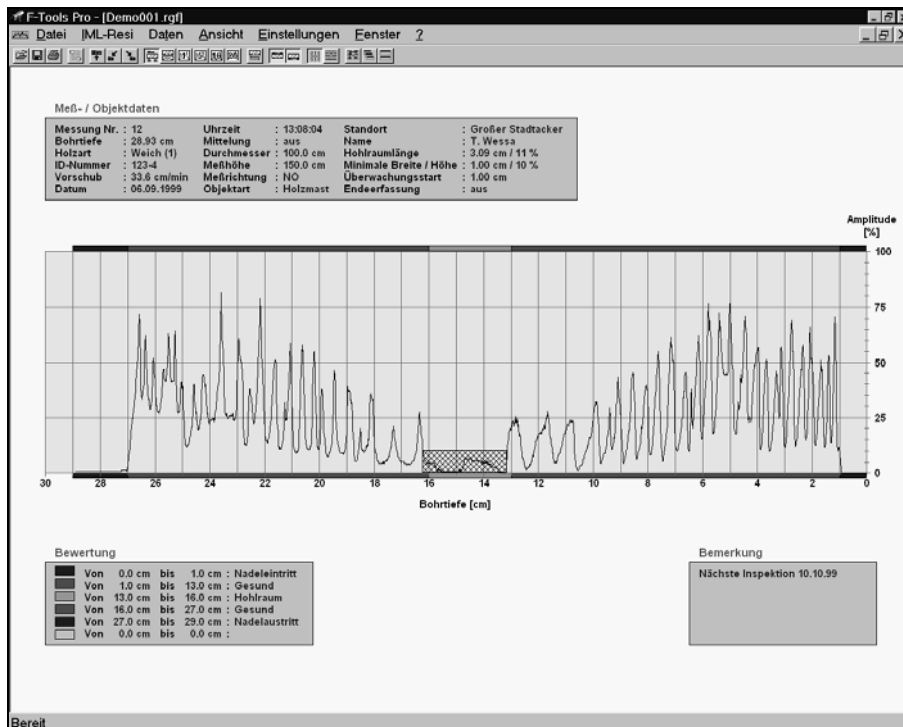 F-Tools Pro - [Demo001.rgf]
Datei IML-Resi Daten Ansicht Einstellungen Fenster ?
Meß- / Objektdaten
Messung Nr. : 12 Uhrzeit : 13:08:04 Standort : Großer Stadtacker
Bohrtiefe : 28.93 cm Mittelung : aus Name : T. Wessa
Holzart : Weich (1) Durchmesser : 100.0 cm Hohlraumlänge : 3.09 cm / 11 %
ID-Nummer : 123-4 Meßhöhe : 150.0 cm Minimale Breite / Höhe : 1.00 cm / 10 %
Vorschub : 33.6 cm/min Meßrichtung : NO Überwachungsstart : 1.00 cm
Datum : 06.09.1999 Objektart : Holzmast Endeerfassung : aus
Amplitude
[%]
100
75
50
25
0
30 28 26 24 22 20 18 16 14 12 10 8 6 4 2 0
Bohrtiefe [cm]
Bewertung
Von 0.0 cm bis 1.0 cm : Nadeleintritt
Von 1.0 cm bis 13.0 cm : Gesund
Von 13.0 cm bis 16.0 cm : Hohlraum
Von 16.0 cm bis 27.0 cm : Gesund
Von 27.0 cm bis 29.0 cm : Nadelaustritt
Von 0.0 cm bis 0.0 cm :
Bemerkung
Nächste Inspektion 10.10.99
Bereit